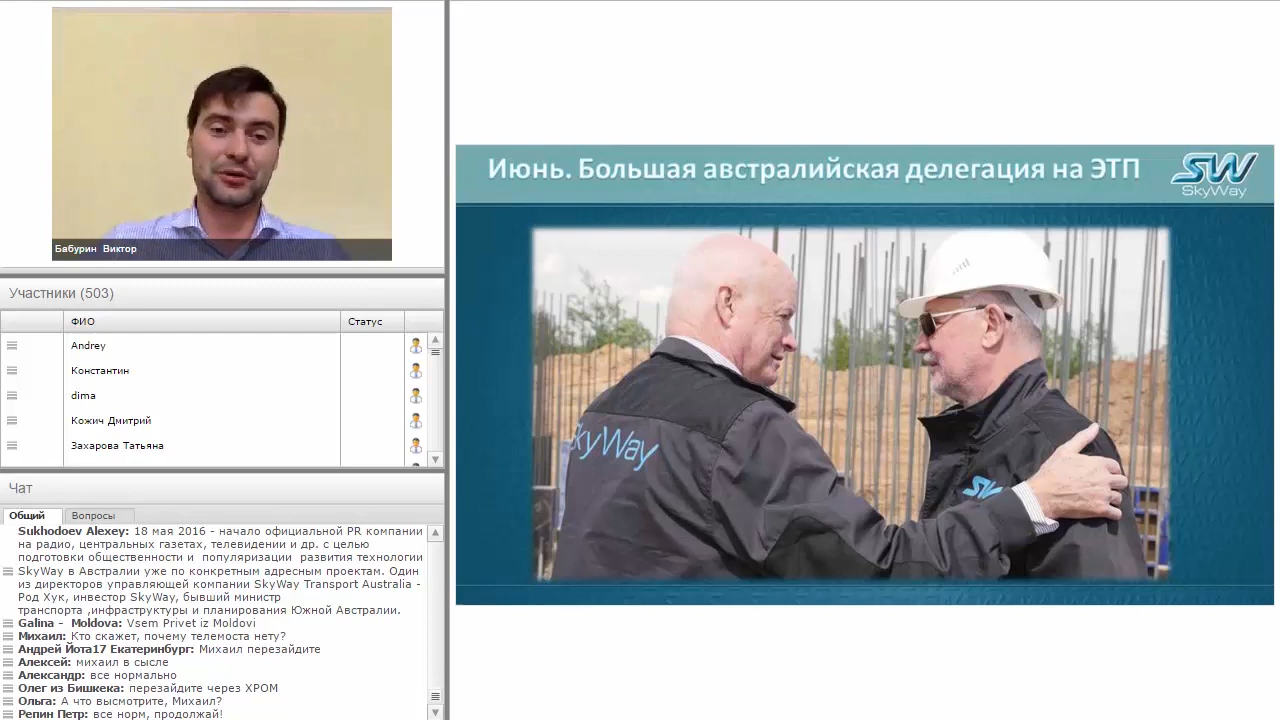 Бабурин Виктор
Участники (503)
ФИО
Статус
Andrey
Константин
dima
Кожич Дмитрий
Захарова Татьяна
Чат
Общий
Вопросы
Sukhodoev Alexey: 18 мая 2016 - начало официальной PR компании
на радио, центральных газетах, телевидении и др. с целью
подготовки общественности и популяризации развития технологии
SkyWay в Австралии уже по конкретным адресным проектам. Один
из директоров управляющей компании SkyWay Transport Australia -
Род Хук, инвестор SkyWay, бывший министр
транспорта ,инфраструктуры и планирования Южной Австралии.
Galina - Moldova: Vsem Privet iz Moldovi
Михаил: Кто скажет, почему телемоста нету?
Андрей Йота17 Екатеринбург: Михаил перезайдите
Алексей: михаил в сысле
Александр: все нормально
Олег из Бишкека: перезайдите через ХРОМ
Ольга: А что высмотрите, Михаил?
Репин Петр: все норм, продолжай!
Июнь. Большая австралийская делегация на ЭТП
SW
SkyWay
SkyWay
SW